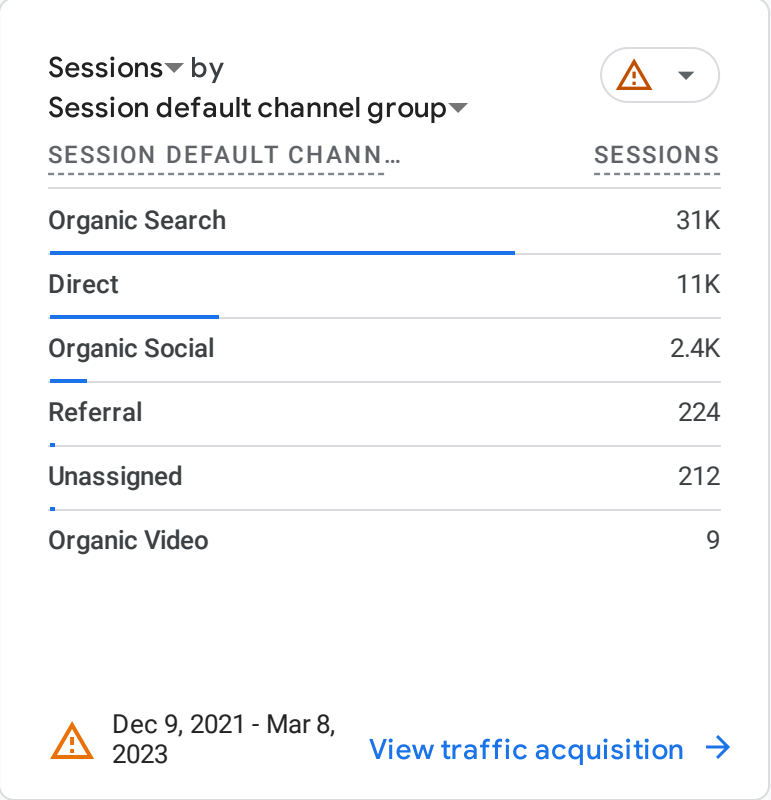 Sessions by
Session default channel group
SESSION DEFAULT CHANN… SESSIONS
Organic Search 31K
Direct 11K
Organic Social 2.4K
Referral 224
Unassigned 212
Organic Video 9
Dec 9, 2021 - Mar 8,
2023
View traffic acquisition